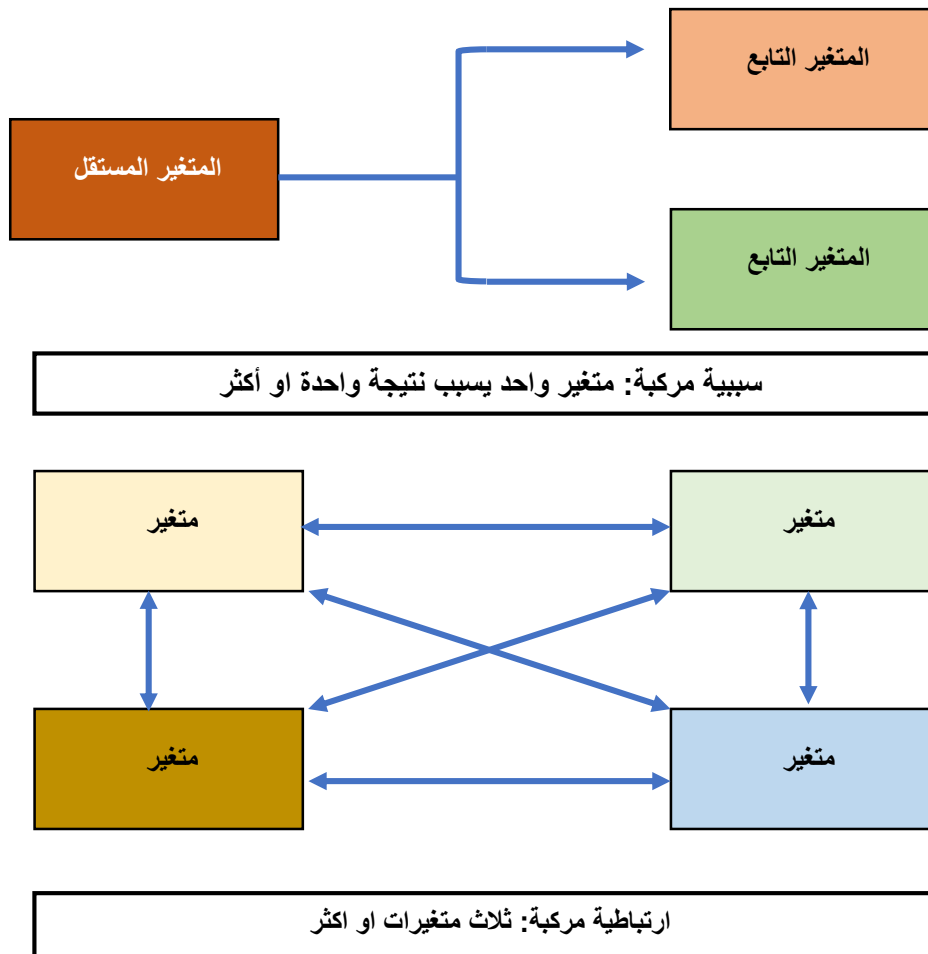 المتغير التابع
المتغير المستقل
المتغير التابع
سببية مركبة: متغير واحد يسبب نتيجة واحدة او أكثر
متغير
متغير
متغير
متغير
ارتباطية مركبة: ثلاث متغيرات او اكثر